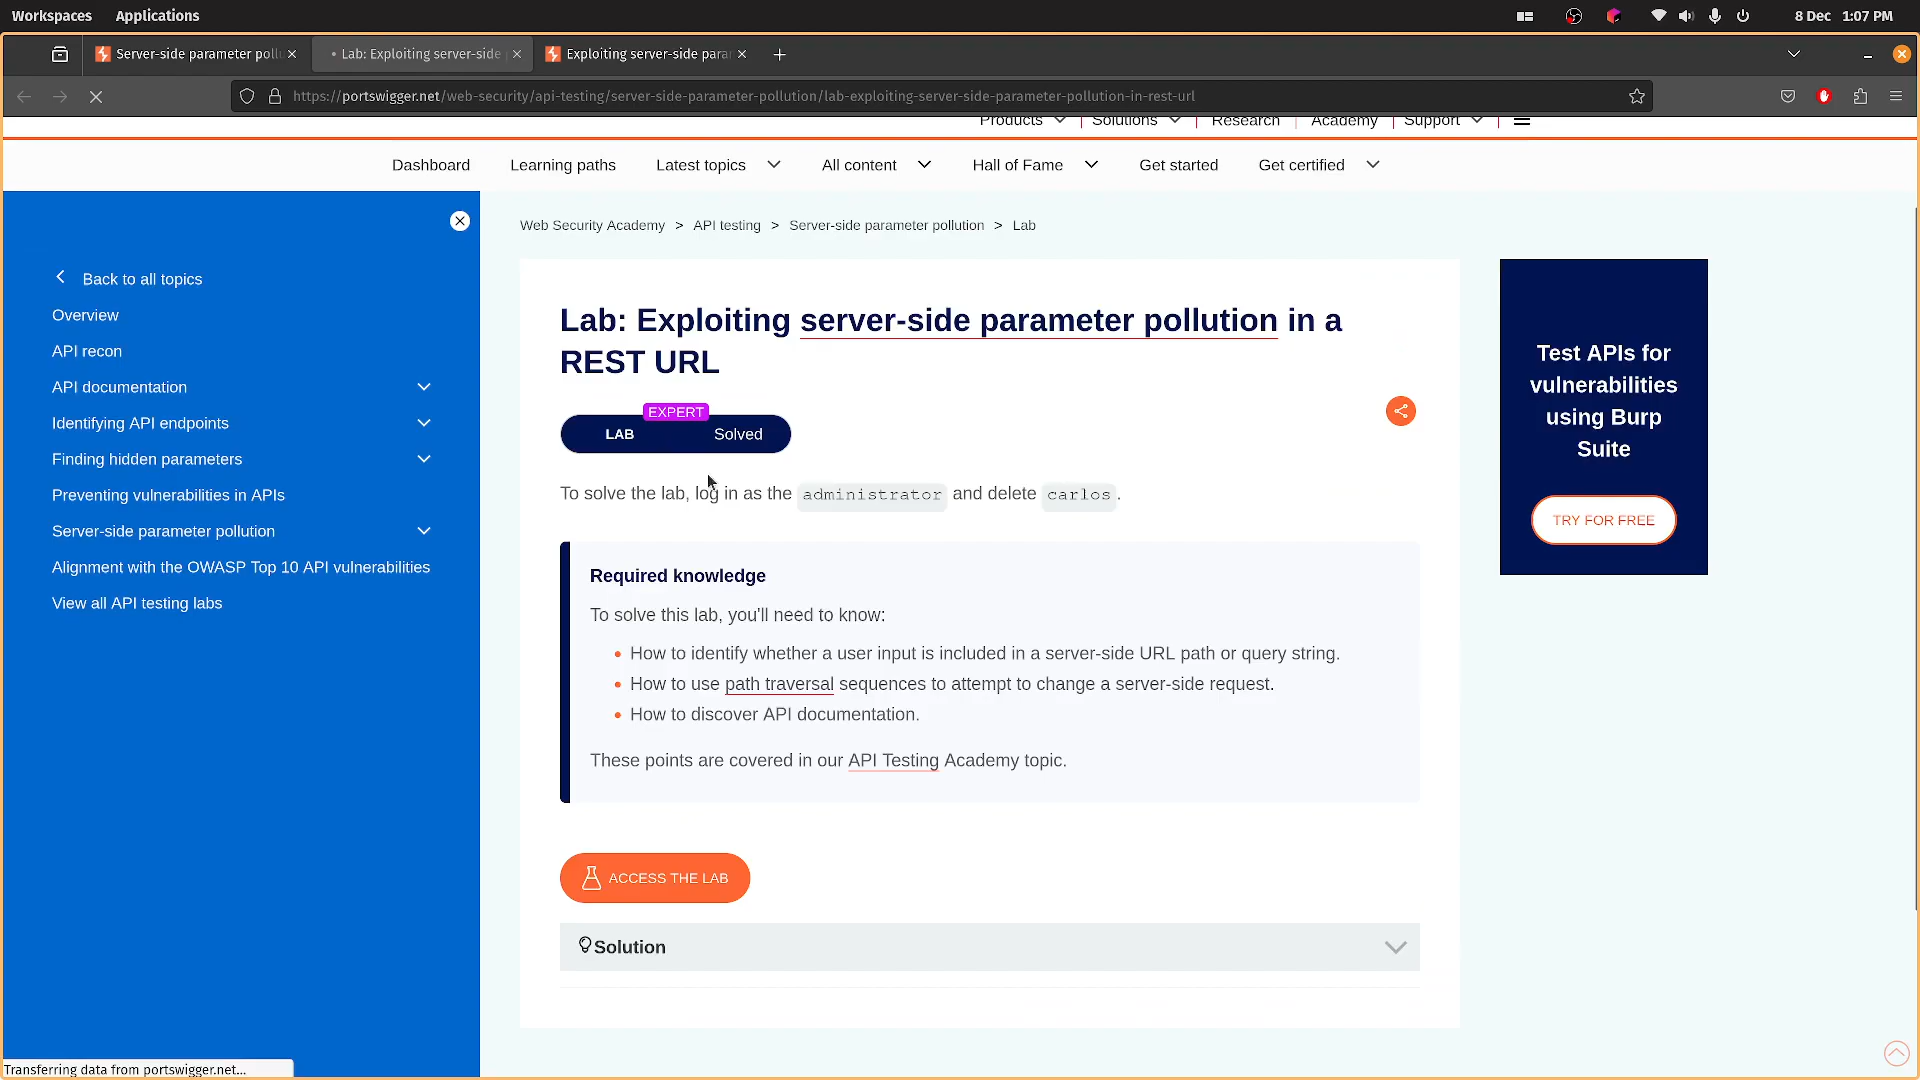 Workspaces Applications 8 Dec 1:07 PM
Server-side parameter poll Lab: Exploiting server-side Exploiting server-side para
https://portswigger.net/web-security/api-testing/server-side-parameter-pollution/lab-exploiting-server-side-parameter-pollution-in-rest-url
Products Solutions Research Academy Support
Dashboard Learning paths Latest topics All content Hall of Fame Get started Get certified
Back to all topics
Overview
API recon
API documentation
Identifying API endpoints
Finding hidden parameters
Preventing vulnerabilities in APIs
Server-side parameter pollution
Alignment with the OWASP Top 10 API vulnerabilities
View all API testing labs
Web Security Academy > API testing > Server-side parameter pollution > Lab
Lab: Exploiting server-side parameter pollution in a
REST URL
EXPERT
LAB Solved
To solve the lab, log in as the administrator and delete carlos.
Required knowledge
To solve this lab, you'll need to know:
• How to identify whether a user input is included in a server-side URL path or query string.
• How to use path traversal sequences to attempt to change a server-side request.
• How to discover API documentation.
These points are covered in our API Testing Academy topic.
ACCESS THE LAB
Solution
Test APIs for
vulnerabilities
using Burp
Suite
TRY FOR FREE
Transferring data from portswigger.net...